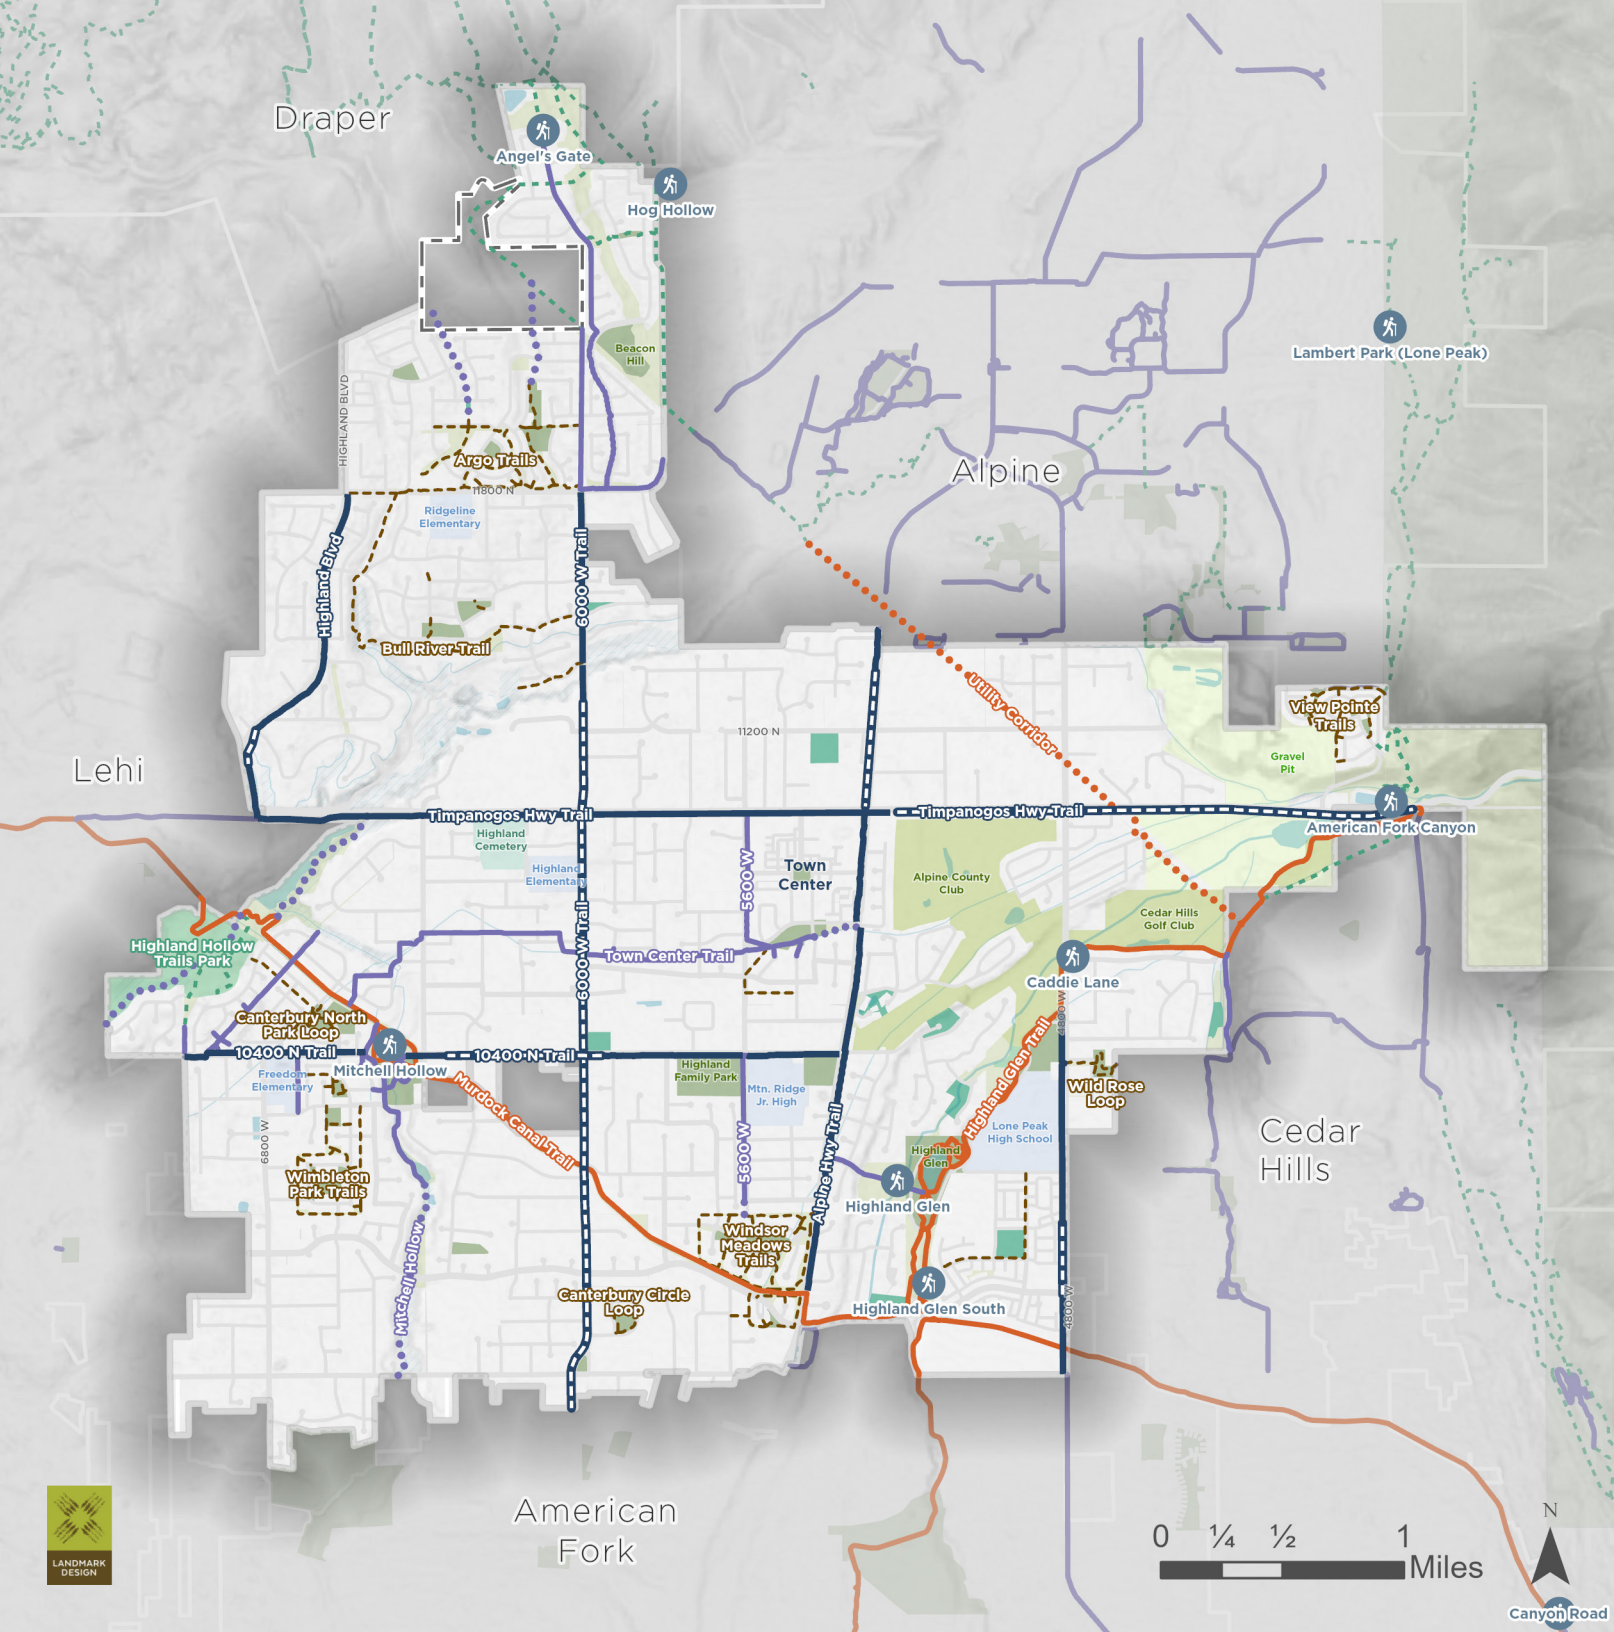 Draper
Angel's Gate
Hog Hollow
Lambert Park (Lone Peak)
Beacon
Hill
HIGHLAND BLVD
Argo Trails
11800 N
Ridgeline
Elementary
Alpine
Highland Blvd
6000 W Trail
Bull River Trail
Utility Corridor
View Pointe
Trails
11200 N
Gravel
Pit
Lehi
Timpanogos Hwy Trail
Timpanogos Hwy Trail
American Fork Canyon
Highland
Cemetery
Highland
Elementary
5600 W
Town
Center
Alpine County
Club
Cedar Hills
Golf Club
Highland Hollow
Trails Park
6000 W Trail
Town Center Trail
Caddie Lane
4800 W
Canterbury North
Park Loop
10400 N Trail
10400 N Trail
Mitchell Hollow
Freedom
Elementary
Highland
Family Park
Mtn. Ridge
Jr. High
Highland Glen Trail
Wild Rose
Loop
Murdock Canal Trail
Lone Peak
High School
6800 W
5600 W
Alpine Hwy Trail
Highland
Glen
Cedar
Hills
Wimbleton
Park Trails
Highland Glen
Mitchell Hollow
Windsor
Meadows
Trails
Canterbury Circle
Loop
Highland Glen South
4800 W
American
Fork
LANDMARK
DESIGN
0 ¼ ½ 1
Miles
N
Canyon Road